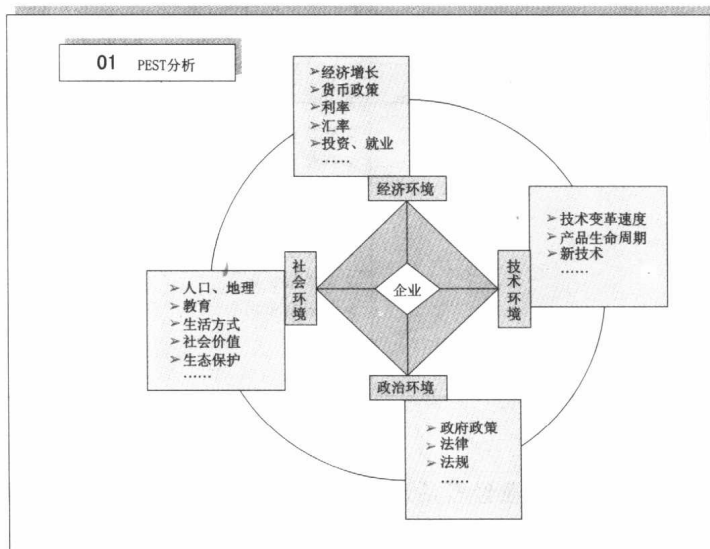 01 PEST分析
➢经济增长
➢货币政策
➢利率
➢汇率
➢投资、就业
……
经济环境
➢技术变革速度
➢产品生命周期
➢新技术
……
技术环境
社会环境
企业
➢人口、地理
➢教育
➢生活方式
➢社会价值
➢生态保护
……
政治环境
➢政府政策
➢法律
➢法规
……